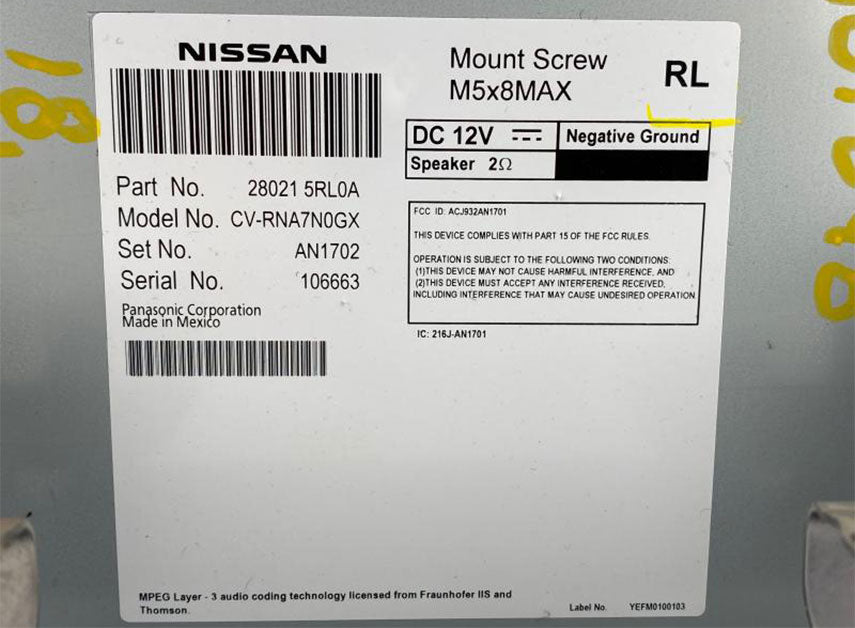 NISSAN
Mount Screw
M5x8MAX
RL
DC 12V
Negative Ground
Speaker 2Ω
Part No. 28021 5RL0A
Model No. CV-RNA7N0GX
Set No. AN1702
Serial No. 106663
Panasonic Corporation
Made in Mexico
FCC ID: ACJ932AN1701
THIS DEVICE COMPLIES WITH PART 15 OF THE FCC RULES.
OPERATION IS SUBJECT TO THE FOLLOWING TWO CONDITIONS:
(1)THIS DEVICE MAY NOT CAUSE HARMFUL INTERFERENCE, AND
(2)THIS DEVICE MUST ACCEPT ANY INTERFERENCE RECEIVED,
INCLUDING INTERFERENCE THAT MAY CAUSE UNDESIRED OPERATION
IC: 216J-AN1701
MPEG Layer - 3 audio coding technology licensed from Fraunhofer IIS and
Thomson.
Label No. YEFM0100103